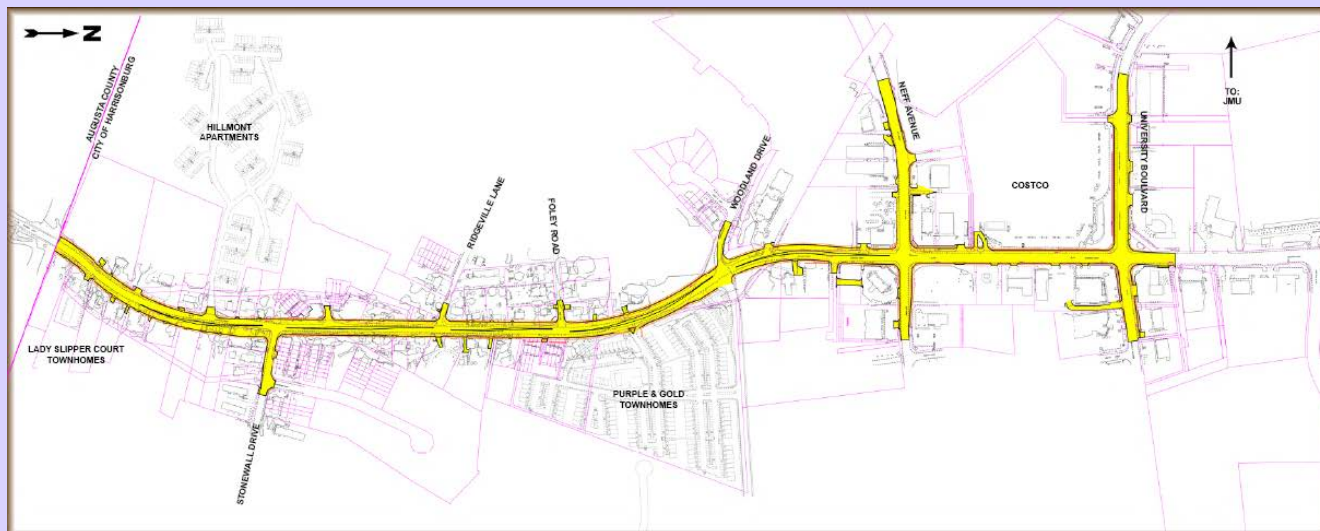 N
AUGUSTA COUNTY
CITY OF HARRISONBURG
HILLMONT
APARTMENTS
LADY SLIPPER COURT
TOWNHOMES
STONEWALL DRIVE
RIDGEVILLE LANE
FOLEY ROAD
WOODLAND DRIVE
PURPLE & GOLD
TOWNHOMES
NEFF AVENUE
COSTCO
UNIVERSITY BOULVARD
TO:
JMU